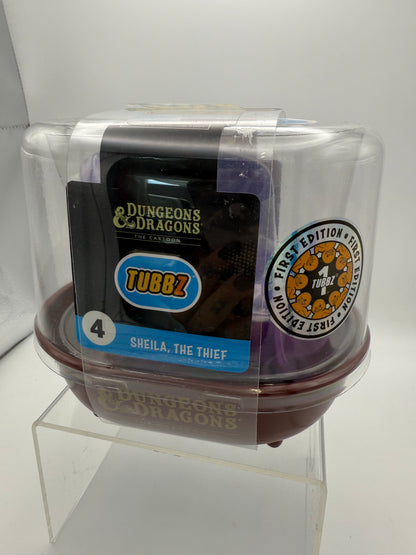 DUNGEONS
& DRAGONS
THE CARTOON
TUBBZ
4
SHEILA, THE THIEF
• FIRST EDITION •
FIRST EDITION •
FIRST EDITION
1
TUBBZ
DUNGEONS
& DRAGONS